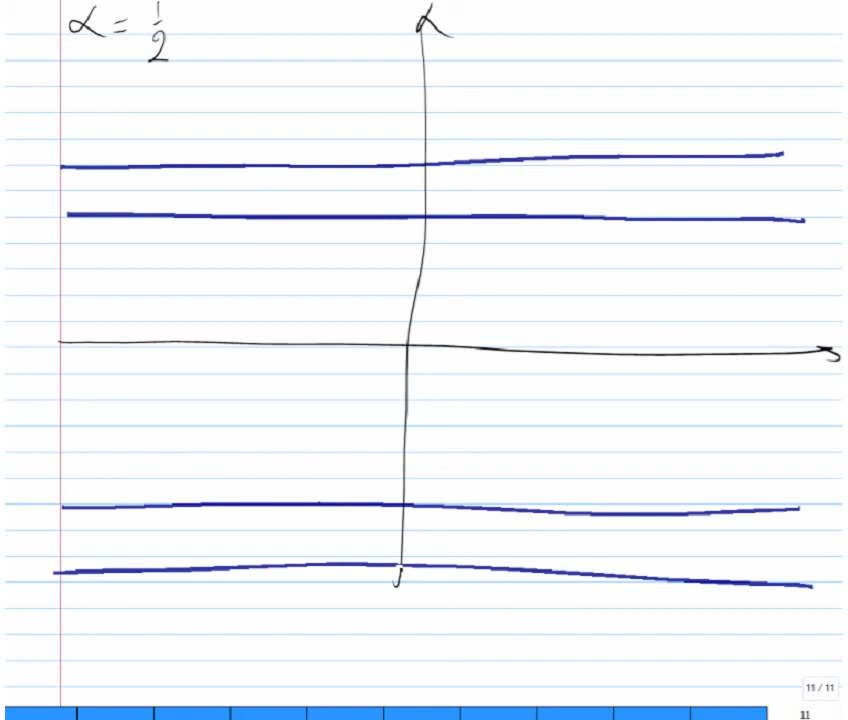 α = 1/2
α
11 / 11
11